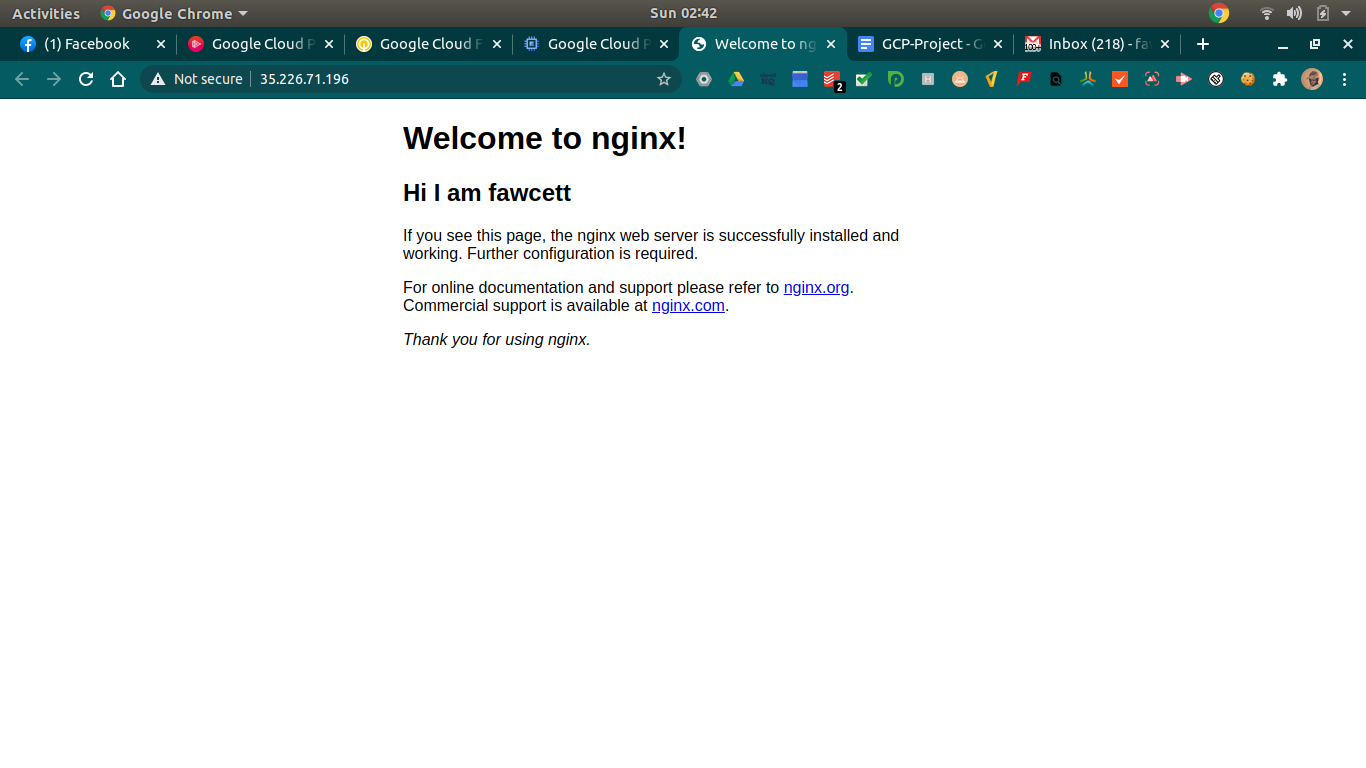 Activities Google Chrome Sun 02:42
(1) Facebook Google Cloud P Google Cloud F Google Cloud P Welcome to ng GCP-Project - G Inbox (218) - fa
Not secure 35.226.71.196
2
Welcome to nginx!
Hi I am fawcett
If you see this page, the nginx web server is successfully installed and
working. Further configuration is required.
For online documentation and support please refer to nginx.org.
Commercial support is available at nginx.com.
Thank you for using nginx.